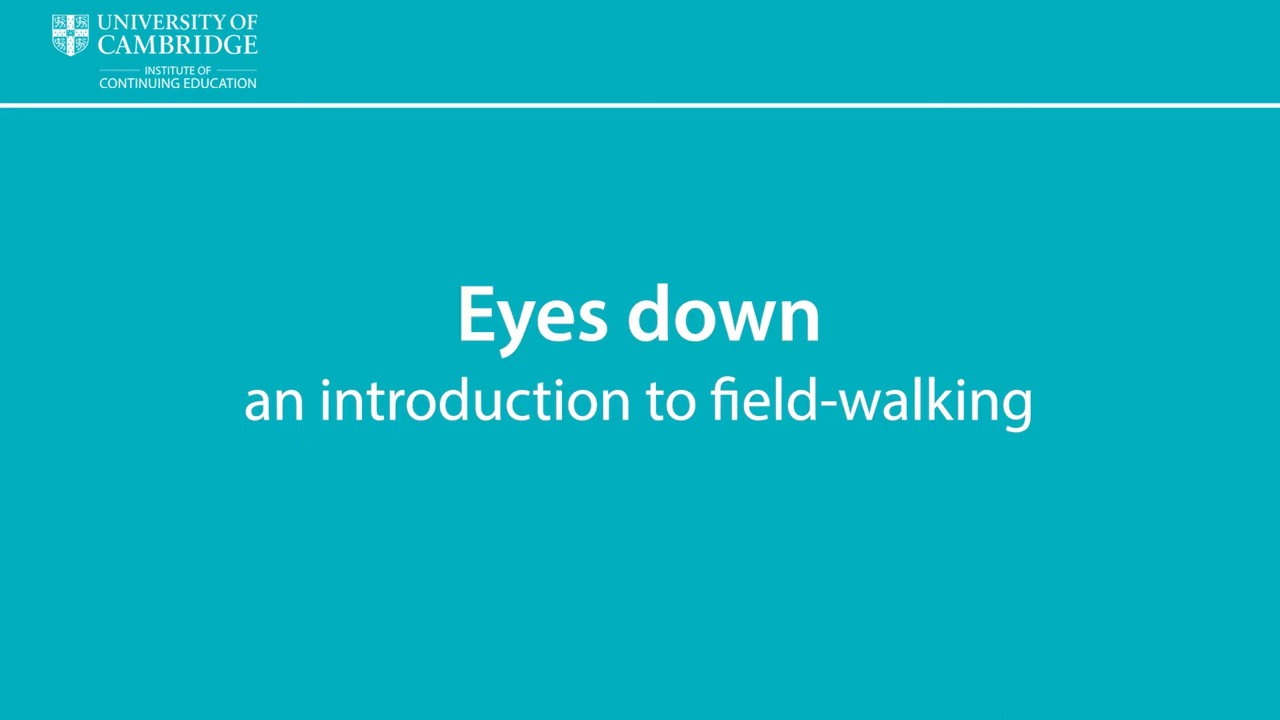 UNIVERSITY OF
CAMBRIDGE
INSTITUTE OF
CONTINUING EDUCATION
Eyes down
an introduction to field-walking